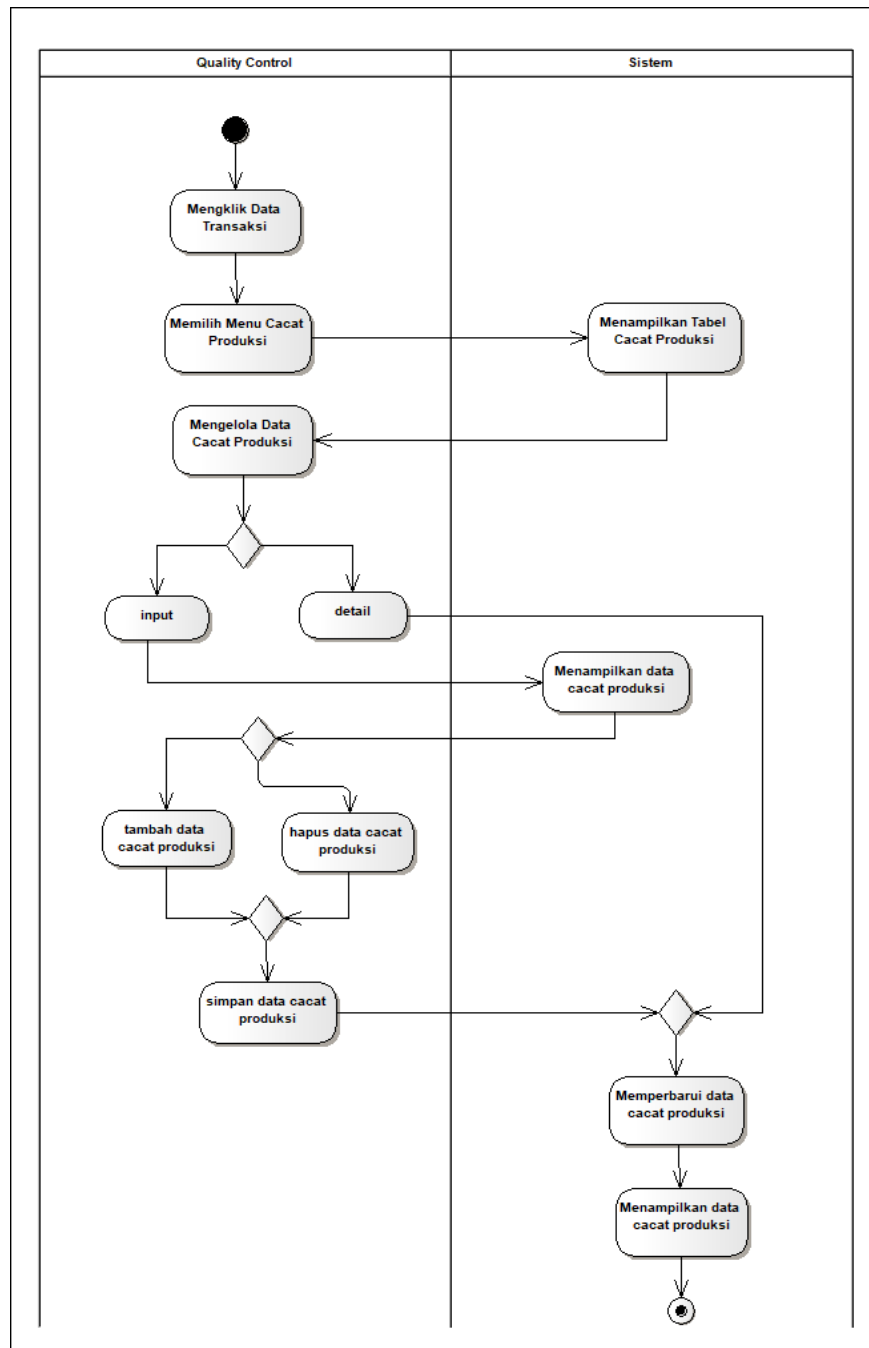 Quality Control
Sistem
Mengklik Data
Transaksi
Memilih Menu Cacat
Produksi
Menampilkan Tabel
Cacat Produksi
Mengelola Data
Cacat Produksi
input
detail
Menampilkan data
cacat produksi
tambah data
cacat produksi
hapus data cacat
produksi
simpan data cacat
produksi
Memperbarui data
cacat produksi
Menampilkan data
cacat produksi